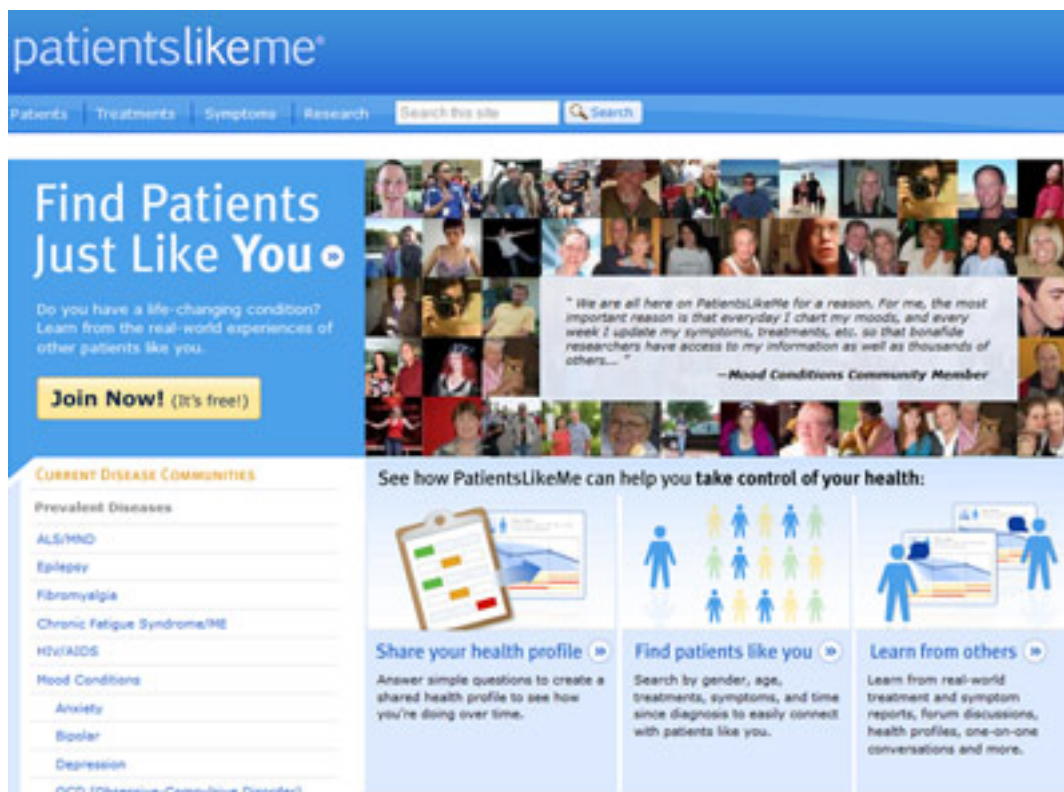 patientslikeme®
Patients Treatments Symptoms Research Search this site Search
Find Patients
Just Like You
Do you have a life-changing condition?
Learn from the real-world experiences of
other patients like you.
Join Now! (It's free!)
" We are all here on PatientsLikeMe for a reason. For me, the most
important reason is that everyday I chart my moods, and every
week I update my symptoms, treatments, etc. so that bonafide
researchers have access to my information as well as thousands of
others... "
—Mood Conditions Community Member
CURRENT DISEASE COMMUNITIES
Prevalent Diseases
ALS/MND
Epilepsy
Fibromyalgia
Chronic Fatigue Syndrome/ME
HIV/AIDS
Mood Conditions
Anxiety
Bipolar
Depression
OCD (Obsessive-Compulsive Disorder)
See how PatientsLikeMe can help you take control of your health:
Share your health profile
Answer simple questions to create a
shared health profile to see how
you're doing over time.
Find patients like you
Search by gender, age,
treatments, symptoms, and time
since diagnosis to easily connect
with patients like you.
Learn from others
Learn from real-world
treatment and symptom
reports, forum discussions,
health profiles, one-on-one
conversations and more.